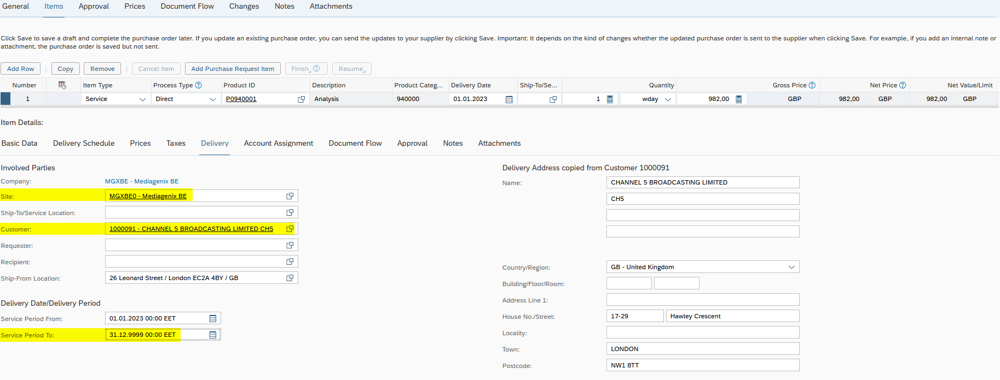 General Items Approval Prices Document Flow Changes Notes Attachments
Click Save to save a draft and complete the purchase order later. If you update an existing purchase order, you can send the updates to your supplier by clicking Save. Important: It depends on the kind of changes whether the updated purchase order is sent to the supplier when clicking Save. For example, if you add an internal note or
attachment, the purchase order is saved but not sent.
Add Row Copy Remove Cancel Item Add Purchase Request Item Finish Resume
Number Item Type Process Type Product ID Description Product Categ... Delivery Date Ship-To/Se... Quantity Gross Price Net Price Net Value/Limit
1 Service Direct P0940001 Analysis 940000 01.01.2023 1 wday 982,00 GBP 982,00 GBP 982,00 GBP
Item Details:
Basic Data Delivery Schedule Prices Taxes Delivery Account Assignment Document Flow Approval Notes Attachments
Involved Parties
Company: MGXBE - Mediagenix BE
Site: MGXBE0 - Mediagenix BE
Ship-To/Service Location:
Customer: 1000091 - CHANNEL 5 BROADCASTING LIMITED CH5
Requester:
Recipient:
Ship-From Location: 26 Leonard Street / London EC2A 4BY / GB
Delivery Date/Delivery Period
Service Period From: 01.01.2023 00:00 EET
Service Period To: 31.12.9999 00:00 EET
Delivery Address copied from Customer 1000091
Name: CHANNEL 5 BROADCASTING LIMITED
CH5
Country/Region: GB - United Kingdom
Building/Floor/Room:
Address Line 1:
House No./Street: 17-29 Hawley Crescent
Locality:
Town: LONDON
Postcode: NW1 8TT